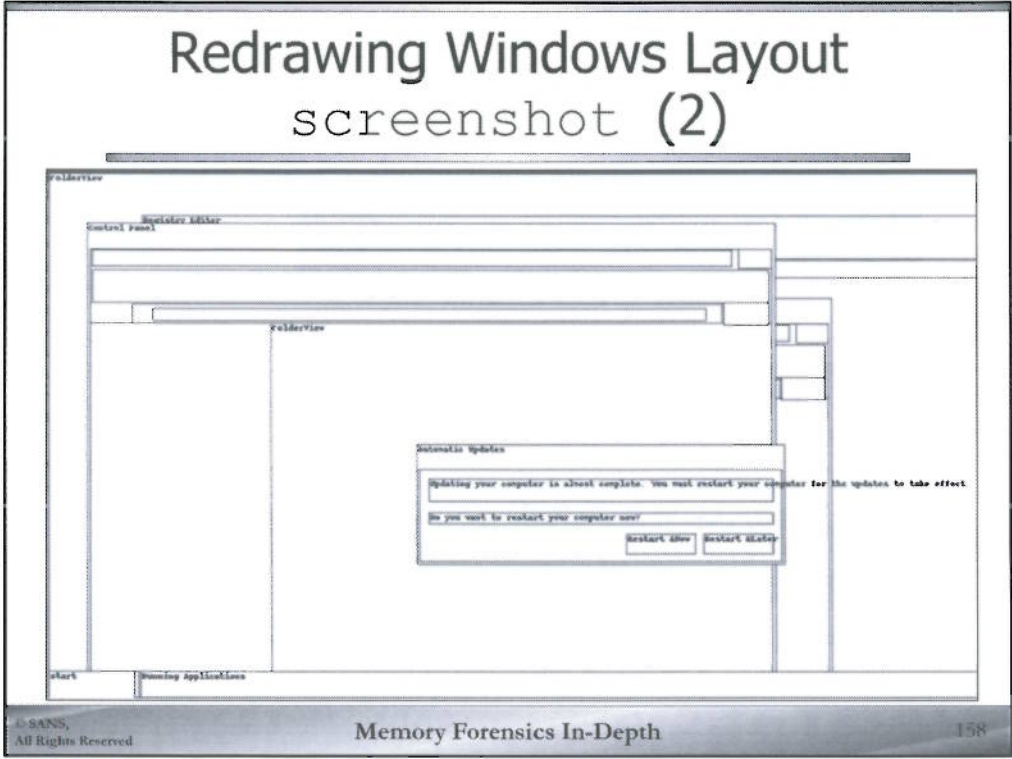 Redrawing Windows Layout
screenshot (2)
FolderView
Registry Editor
Control Panel
FolderView
Automatic Updates
Updating your computer is almost complete. You must restart your computer for the updates to take effect
Do you want to restart your computer now?
Restart &Now
Restart &Later
start
Running Applications
© SANS,
All Rights Reserved
Memory Forensics In-Depth
158